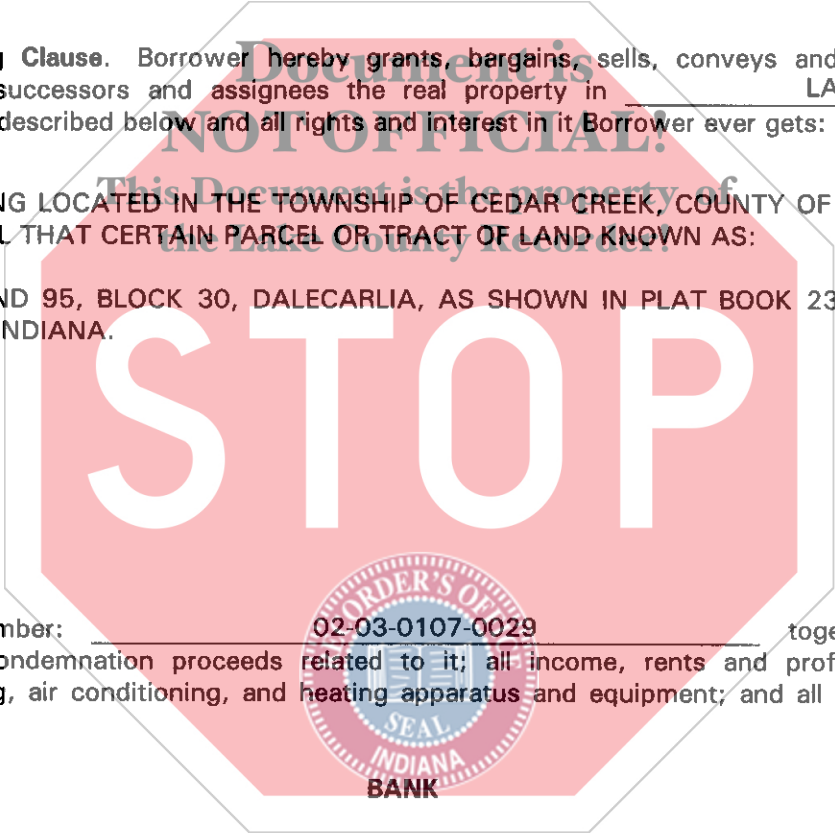 g Clause. Borrower hereby grants, bargains, sells, conveys and
Document is
successors and assignees the real property in LA
described below and all rights and interest in it Borrower ever gets:
NOT OFFICIAL!
This Document is the property of
NG LOCATED IN THE TOWNSHIP OF CEDAR CREEK, COUNTY OF
L THAT CERTAIN PARCEL OR TRACT OF LAND KNOWN AS:
the Lake County Recorder!
ND 95, BLOCK 30, DALECARLIA, AS SHOWN IN PLAT BOOK 23
INDIANA.
STOP
mber: 02-03-0107-0029 toge
ondemnation proceeds related to it; all income, rents and prof
g, air conditioning, and heating apparatus and equipment; and all
RECORDER'S OFFICE
SEAL
INDIANA
BANK